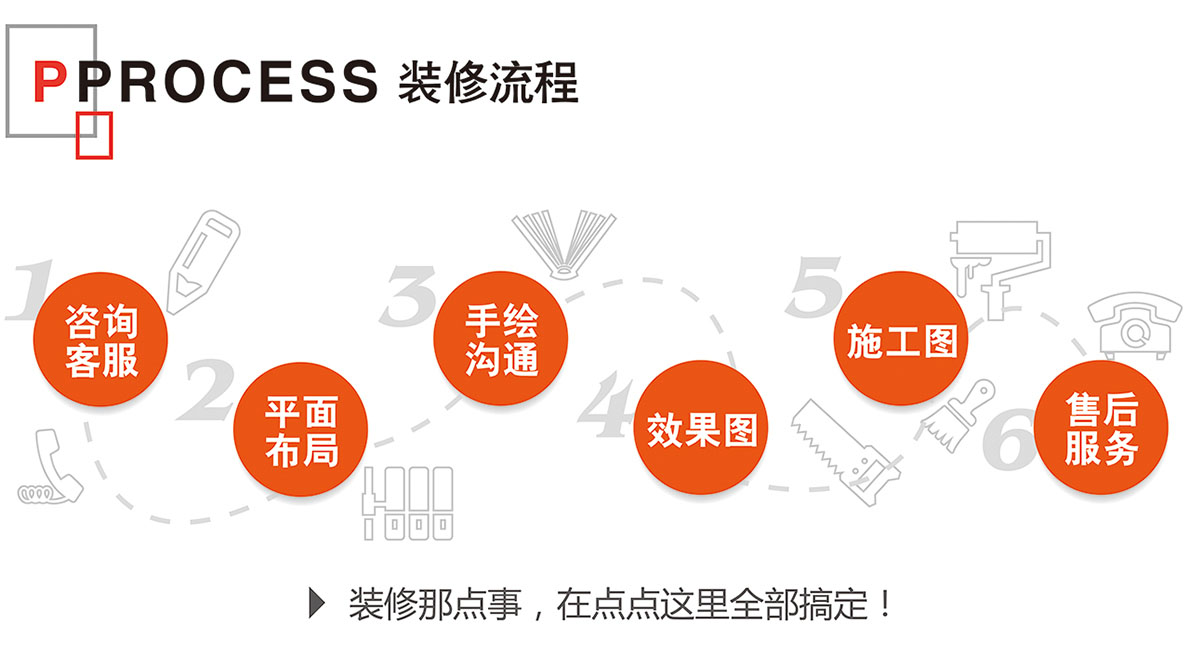 PPROCESS 装修流程
1
咨询
客服
2
平面
布局
3
手绘
沟通
4
效果图
5
施工图
6
售后
服务
装修那点事，在点点这里全部搞定！